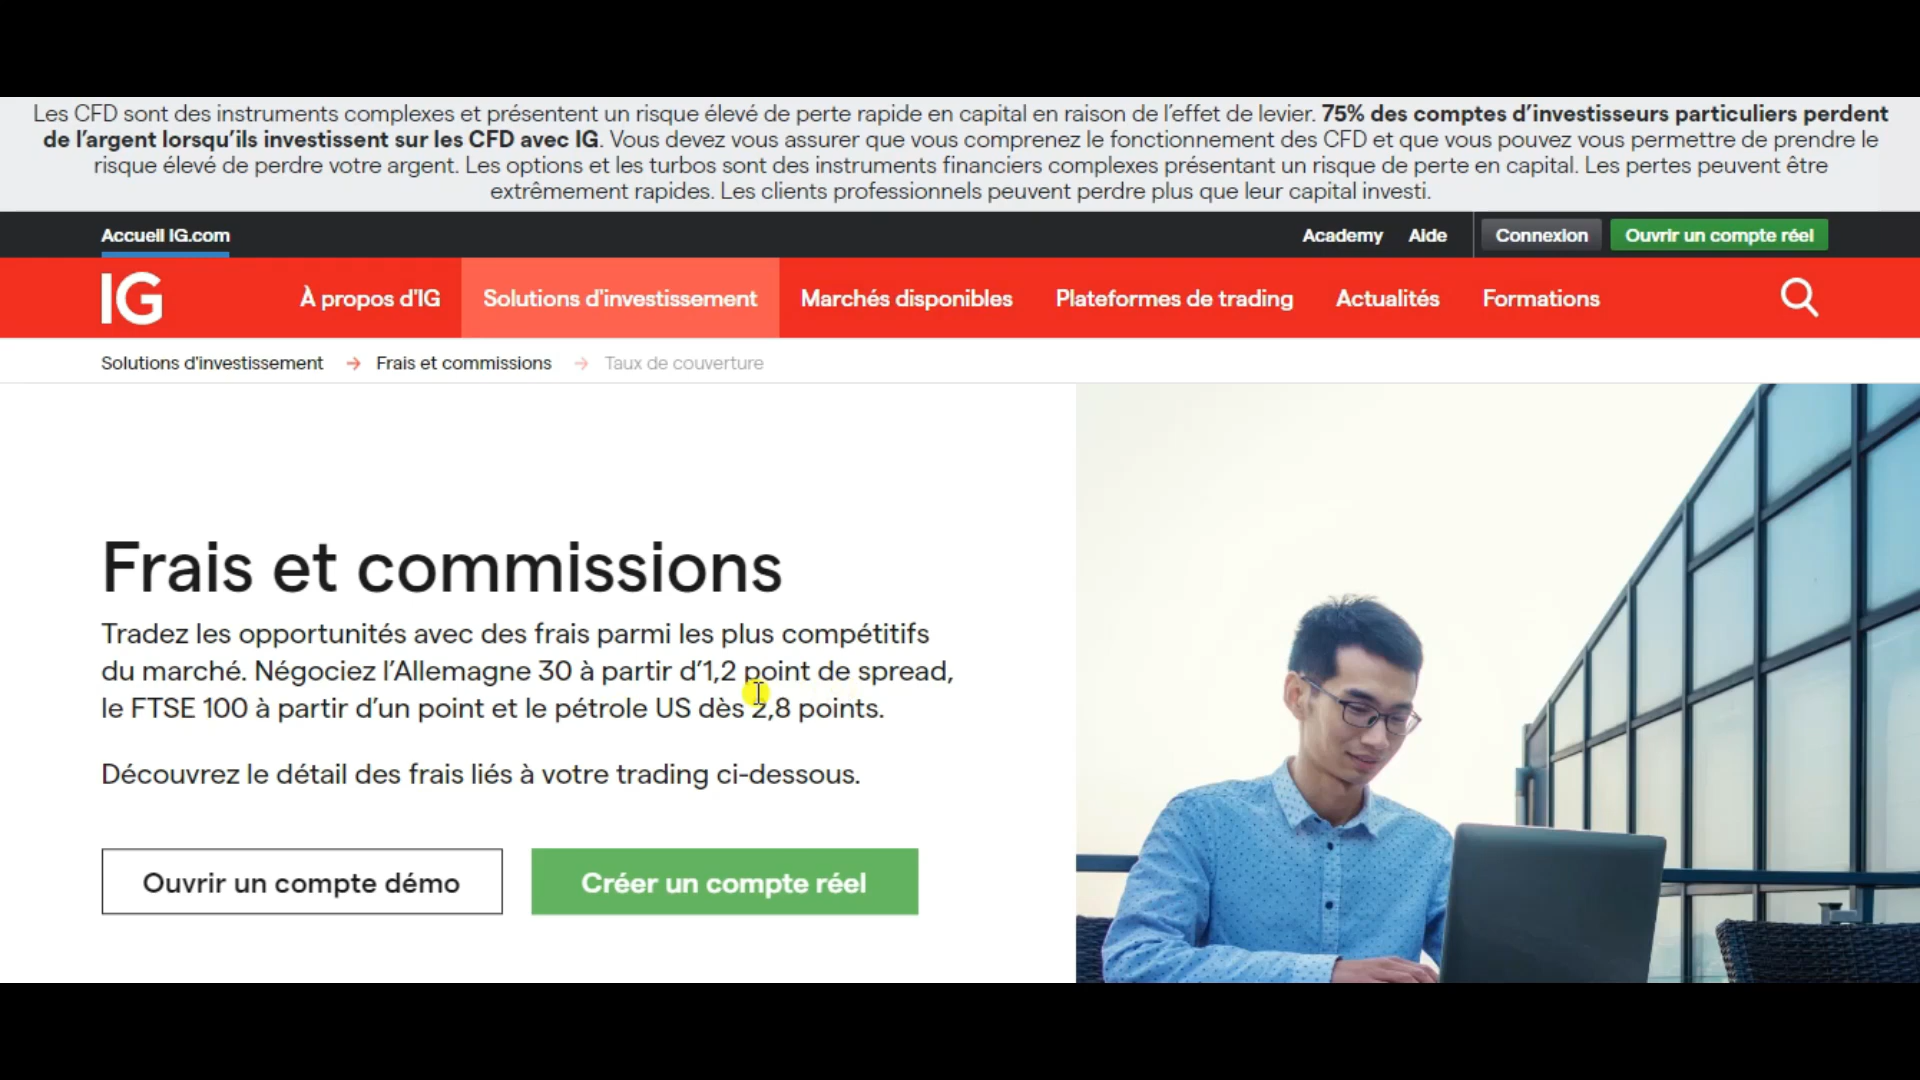 Les CFD sont des instruments complexes et présentent un risque élevé de perte rapide en capital en raison de l’effet de levier. 75% des comptes d’investisseurs particuliers perdent
de l’argent lorsqu’ils investissent sur les CFD avec IG. Vous devez vous assurer que vous comprenez le fonctionnement des CFD et que vous pouvez vous permettre de prendre le
risque élevé de perdre votre argent. Les options et les turbos sont des instruments financiers complexes présentant un risque de perte en capital. Les pertes peuvent être
extrêmement rapides. Les clients professionnels peuvent perdre plus que leur capital investi.
Accueil IG.com Academy Aide Connexion Ouvrir un compte réel
IG À propos d'IG Solutions d'investissement Marchés disponibles Plateformes de trading Actualités Formations
Solutions d'investissement → Frais et commissions → Taux de couverture
Frais et commissions
Tradez les opportunités avec des frais parmi les plus compétitifs
du marché. Négociez l’Allemagne 30 à partir d’1,2 point de spread,
le FTSE 100 à partir d’un point et le pétrole US dès 2,8 points.
Découvrez le détail des frais liés à votre trading ci-dessous.
Ouvrir un compte démo Créer un compte réel